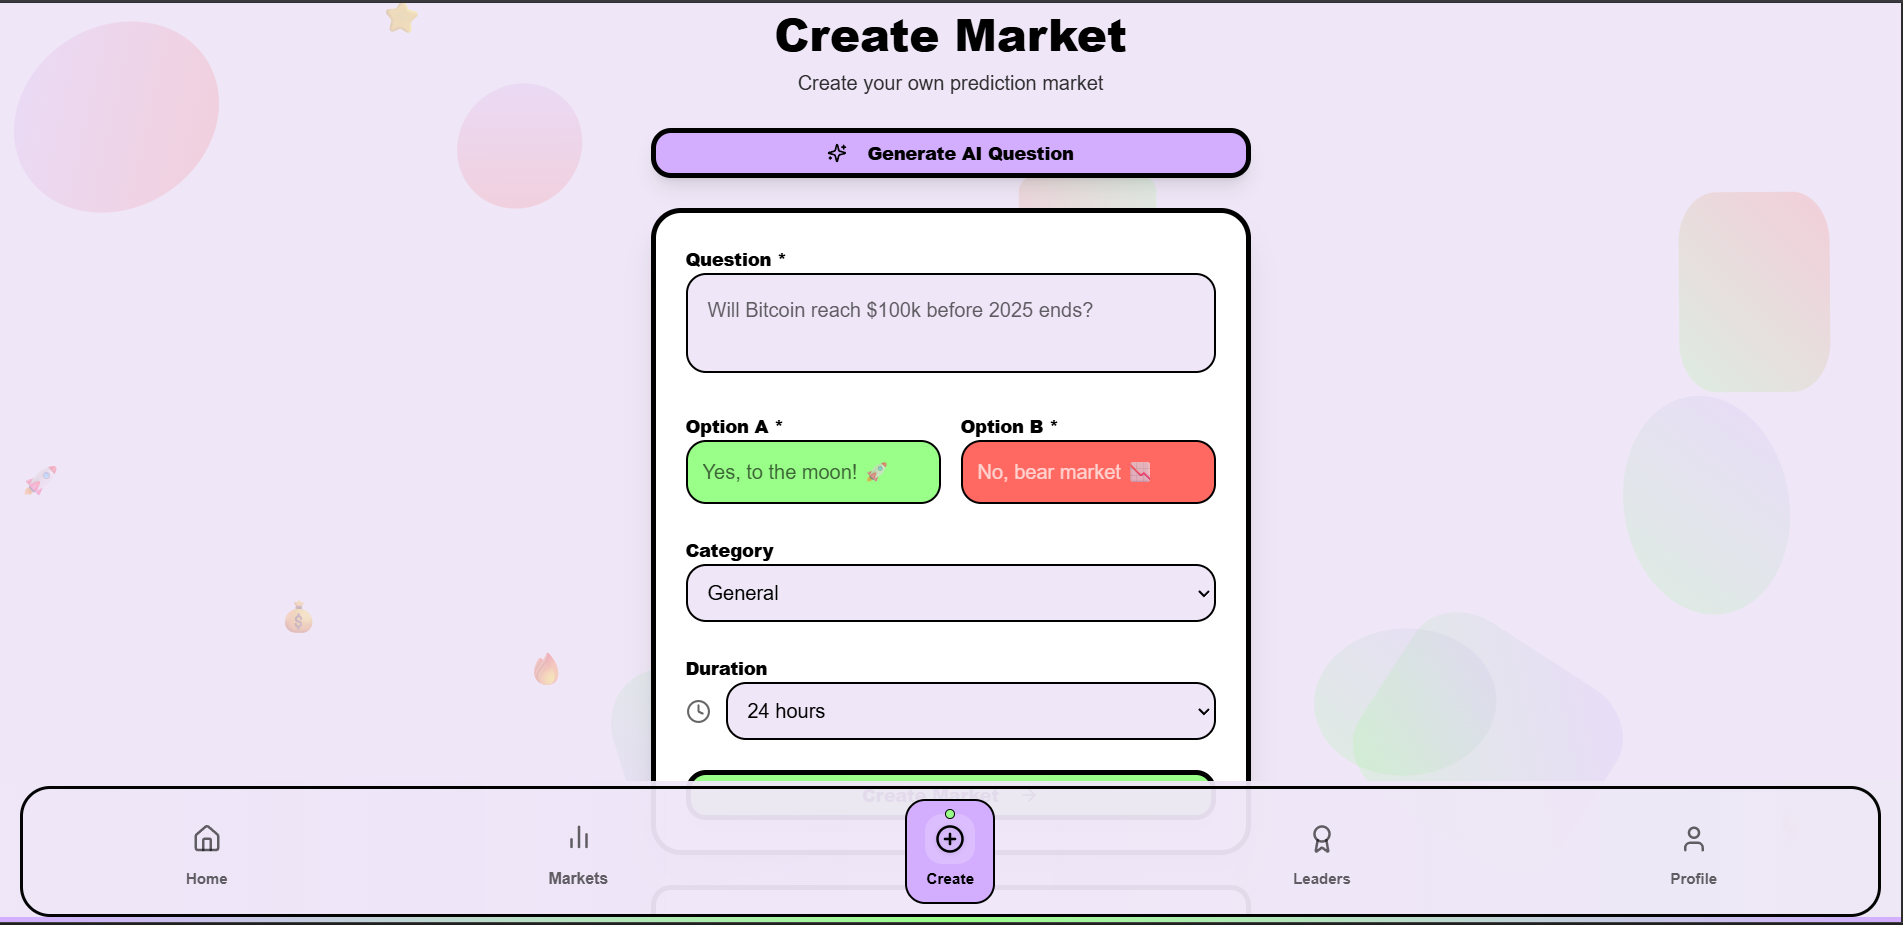 Create Market
Create your own prediction market
Generate AI Question
Question *
Will Bitcoin reach $100k before 2025 ends?
Option A *
Option B *
Yes, to the moon! 🚀
No, bear market 📉
Category
General
Duration
24 hours
Create Market →
Home
Markets
Create
Leaders
Profile